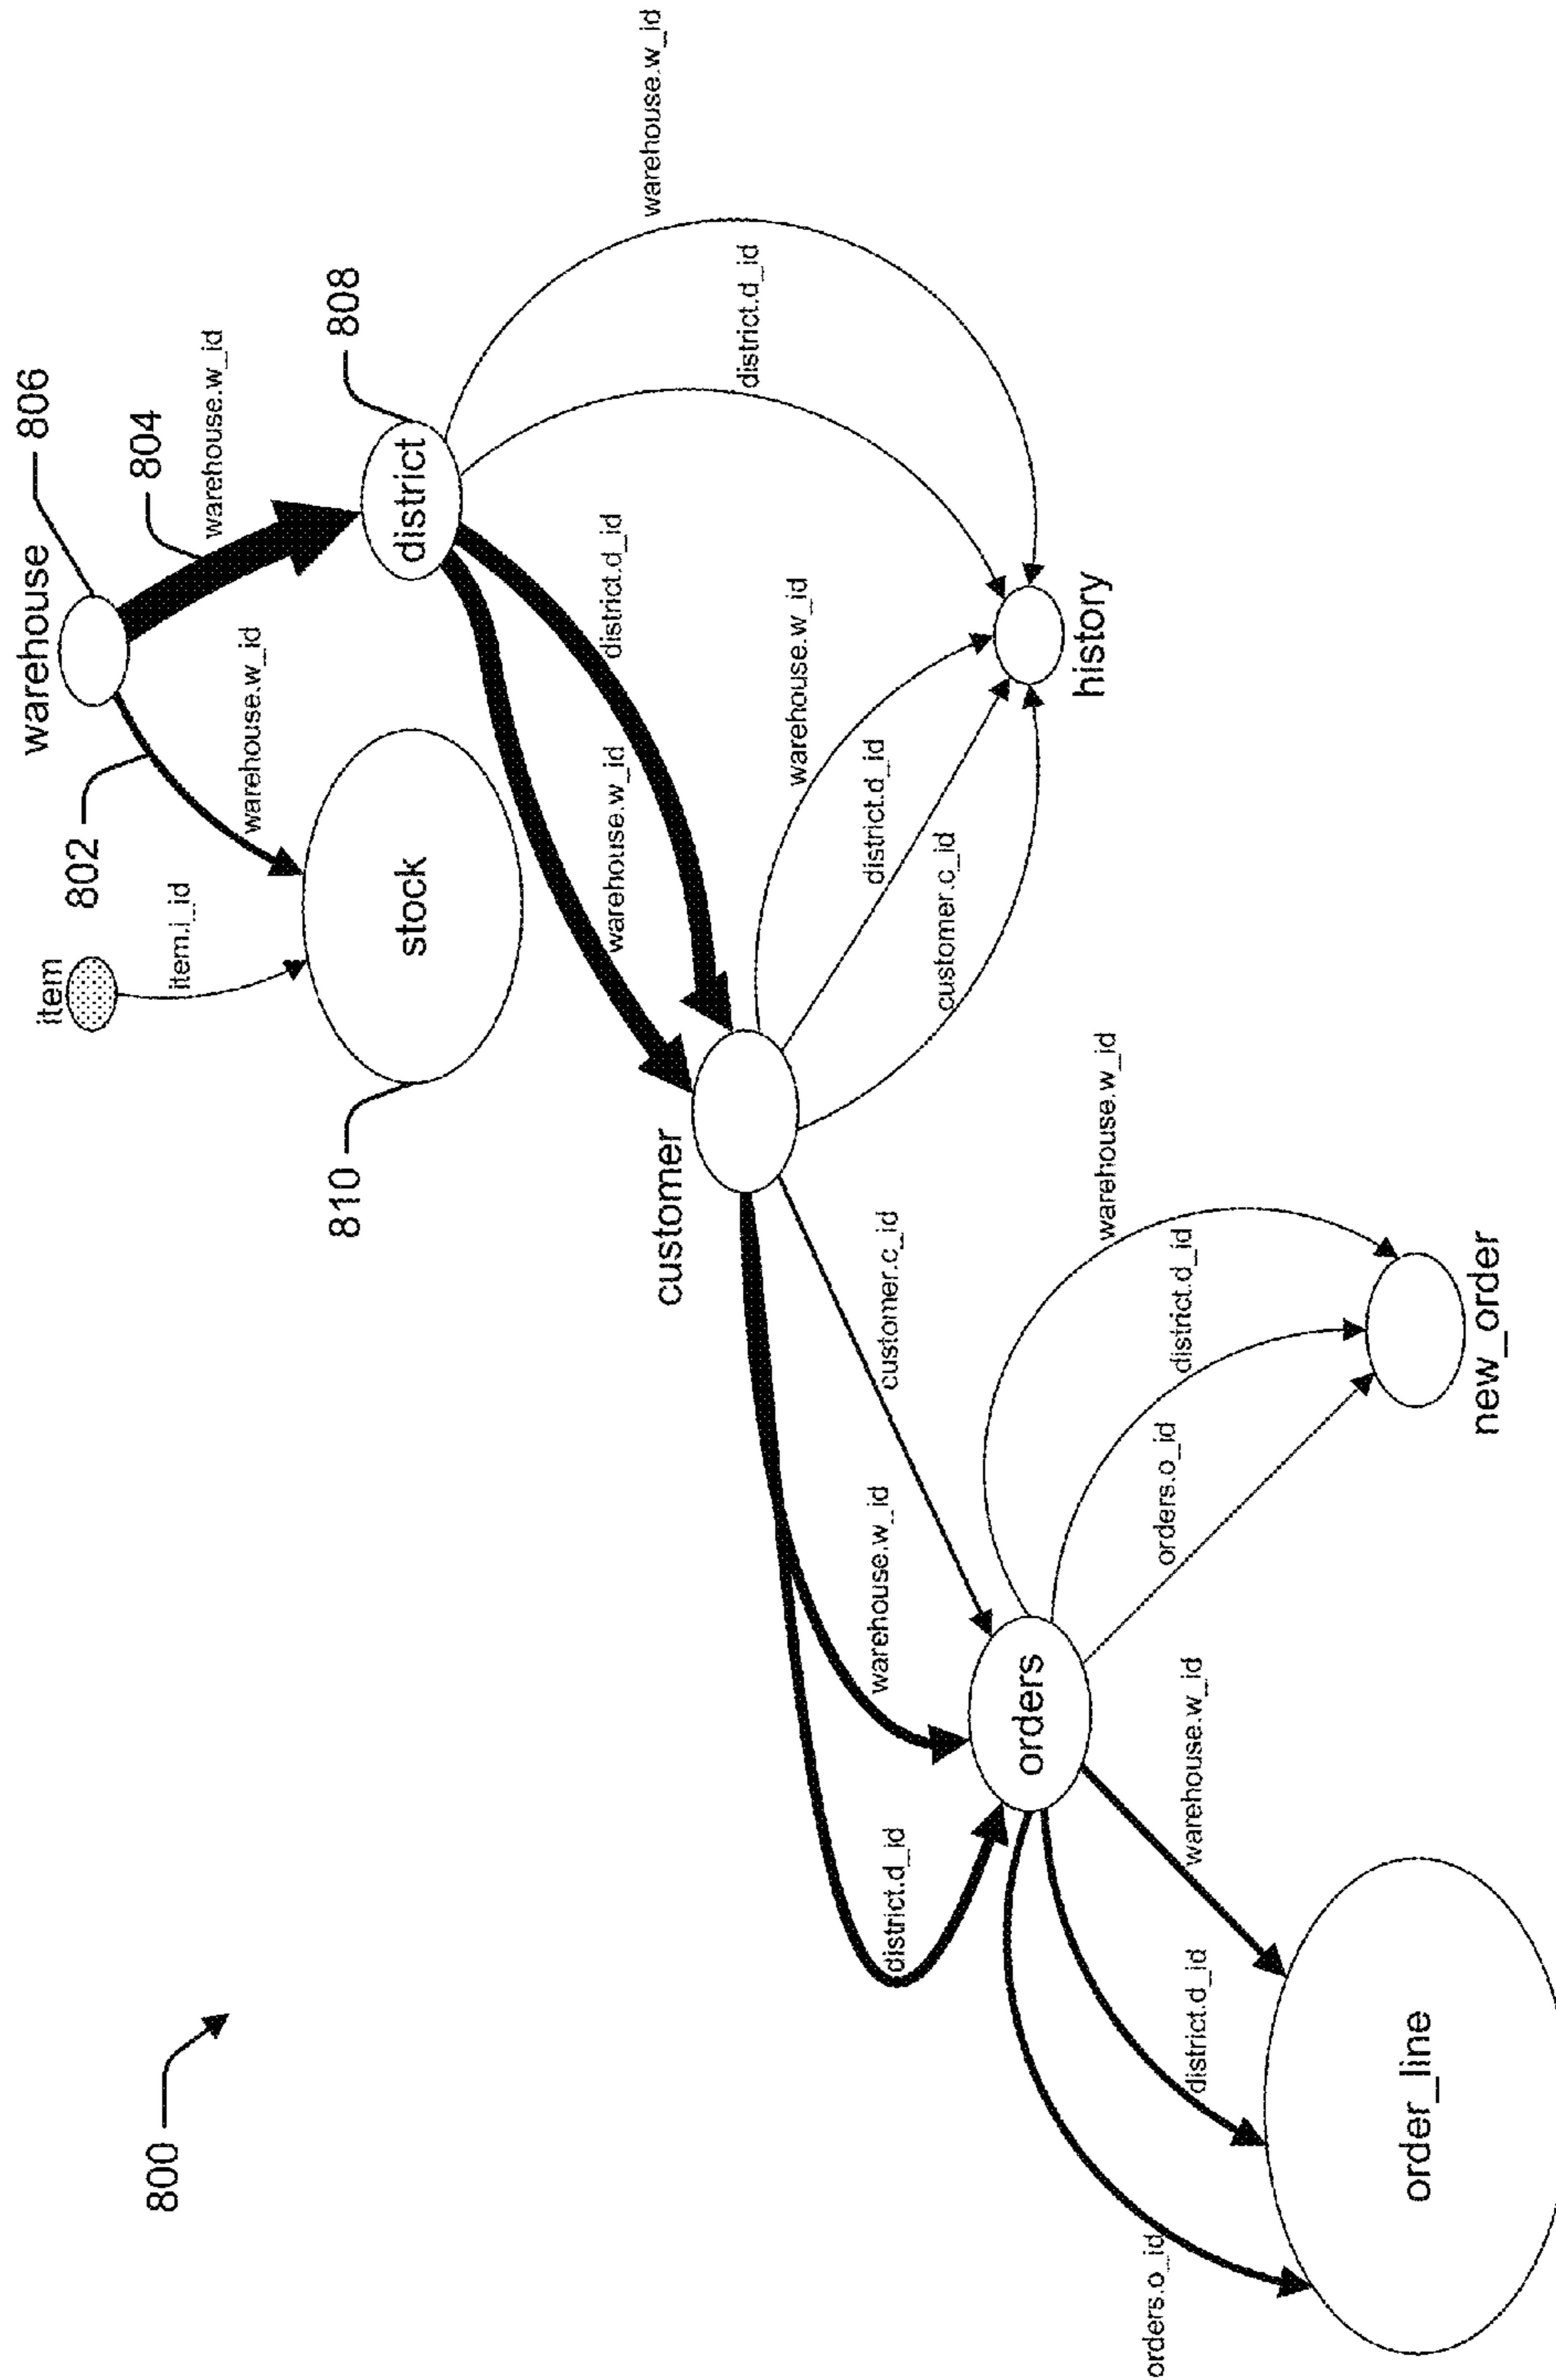 800
item
warehouse
806
802
804
item.i_id
warehouse.w_id
warehouse.w_id
810
stock
district
808
customer
warehouse.w_id
district.d_id
warehouse.w_id
district.d_id
district.d_id
warehouse.w_id
customer.c_id
customer.c_id
district.d_id
warehouse.w_id
orders
history
orders.o_id
district.d_id
warehouse.w_id
orders.o_id
district.d_id
warehouse.w_id
order_line
new_order